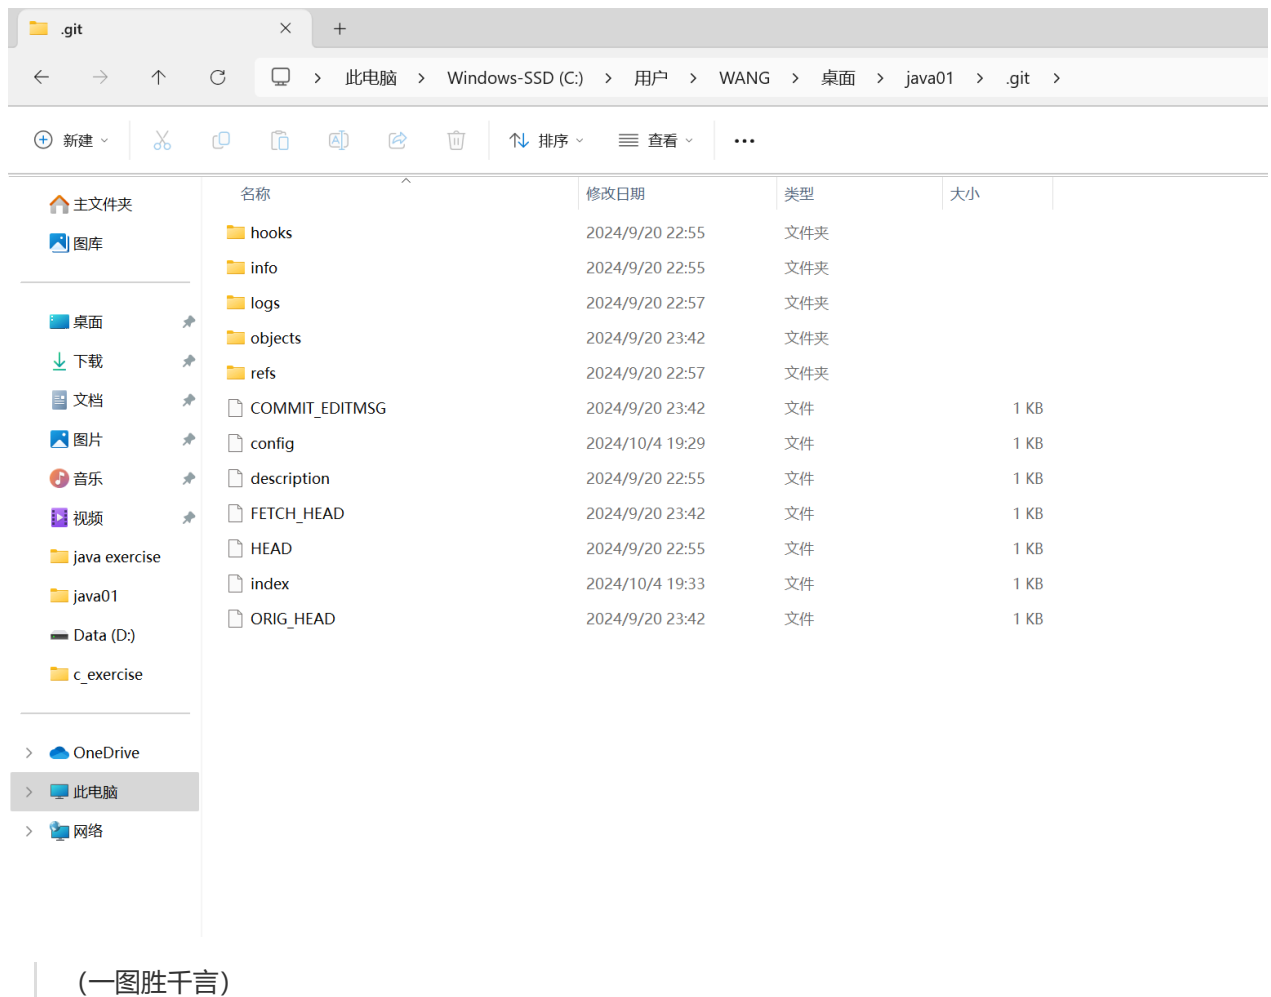 .git
此电脑 Windows-SSD (C:) 用户 WANG 桌面 java01 .git
新建 排序 查看
名称 修改日期 类型 大小
主文件夹
图库
桌面
下载
文档
图片
音乐
视频
java exercise
java01
Data (D:)
c_exercise
OneDrive
此电脑
网络
hooks 2024/9/20 22:55 文件夹
info 2024/9/20 22:55 文件夹
logs 2024/9/20 22:57 文件夹
objects 2024/9/20 23:42 文件夹
refs 2024/9/20 22:57 文件夹
COMMIT_EDITMSG 2024/9/20 23:42 文件 1 KB
config 2024/10/4 19:29 文件 1 KB
description 2024/9/20 22:55 文件 1 KB
FETCH_HEAD 2024/9/20 23:42 文件 1 KB
HEAD 2024/9/20 22:55 文件 1 KB
index 2024/10/4 19:33 文件 1 KB
ORIG_HEAD 2024/9/20 23:42 文件 1 KB
(一图胜千言)